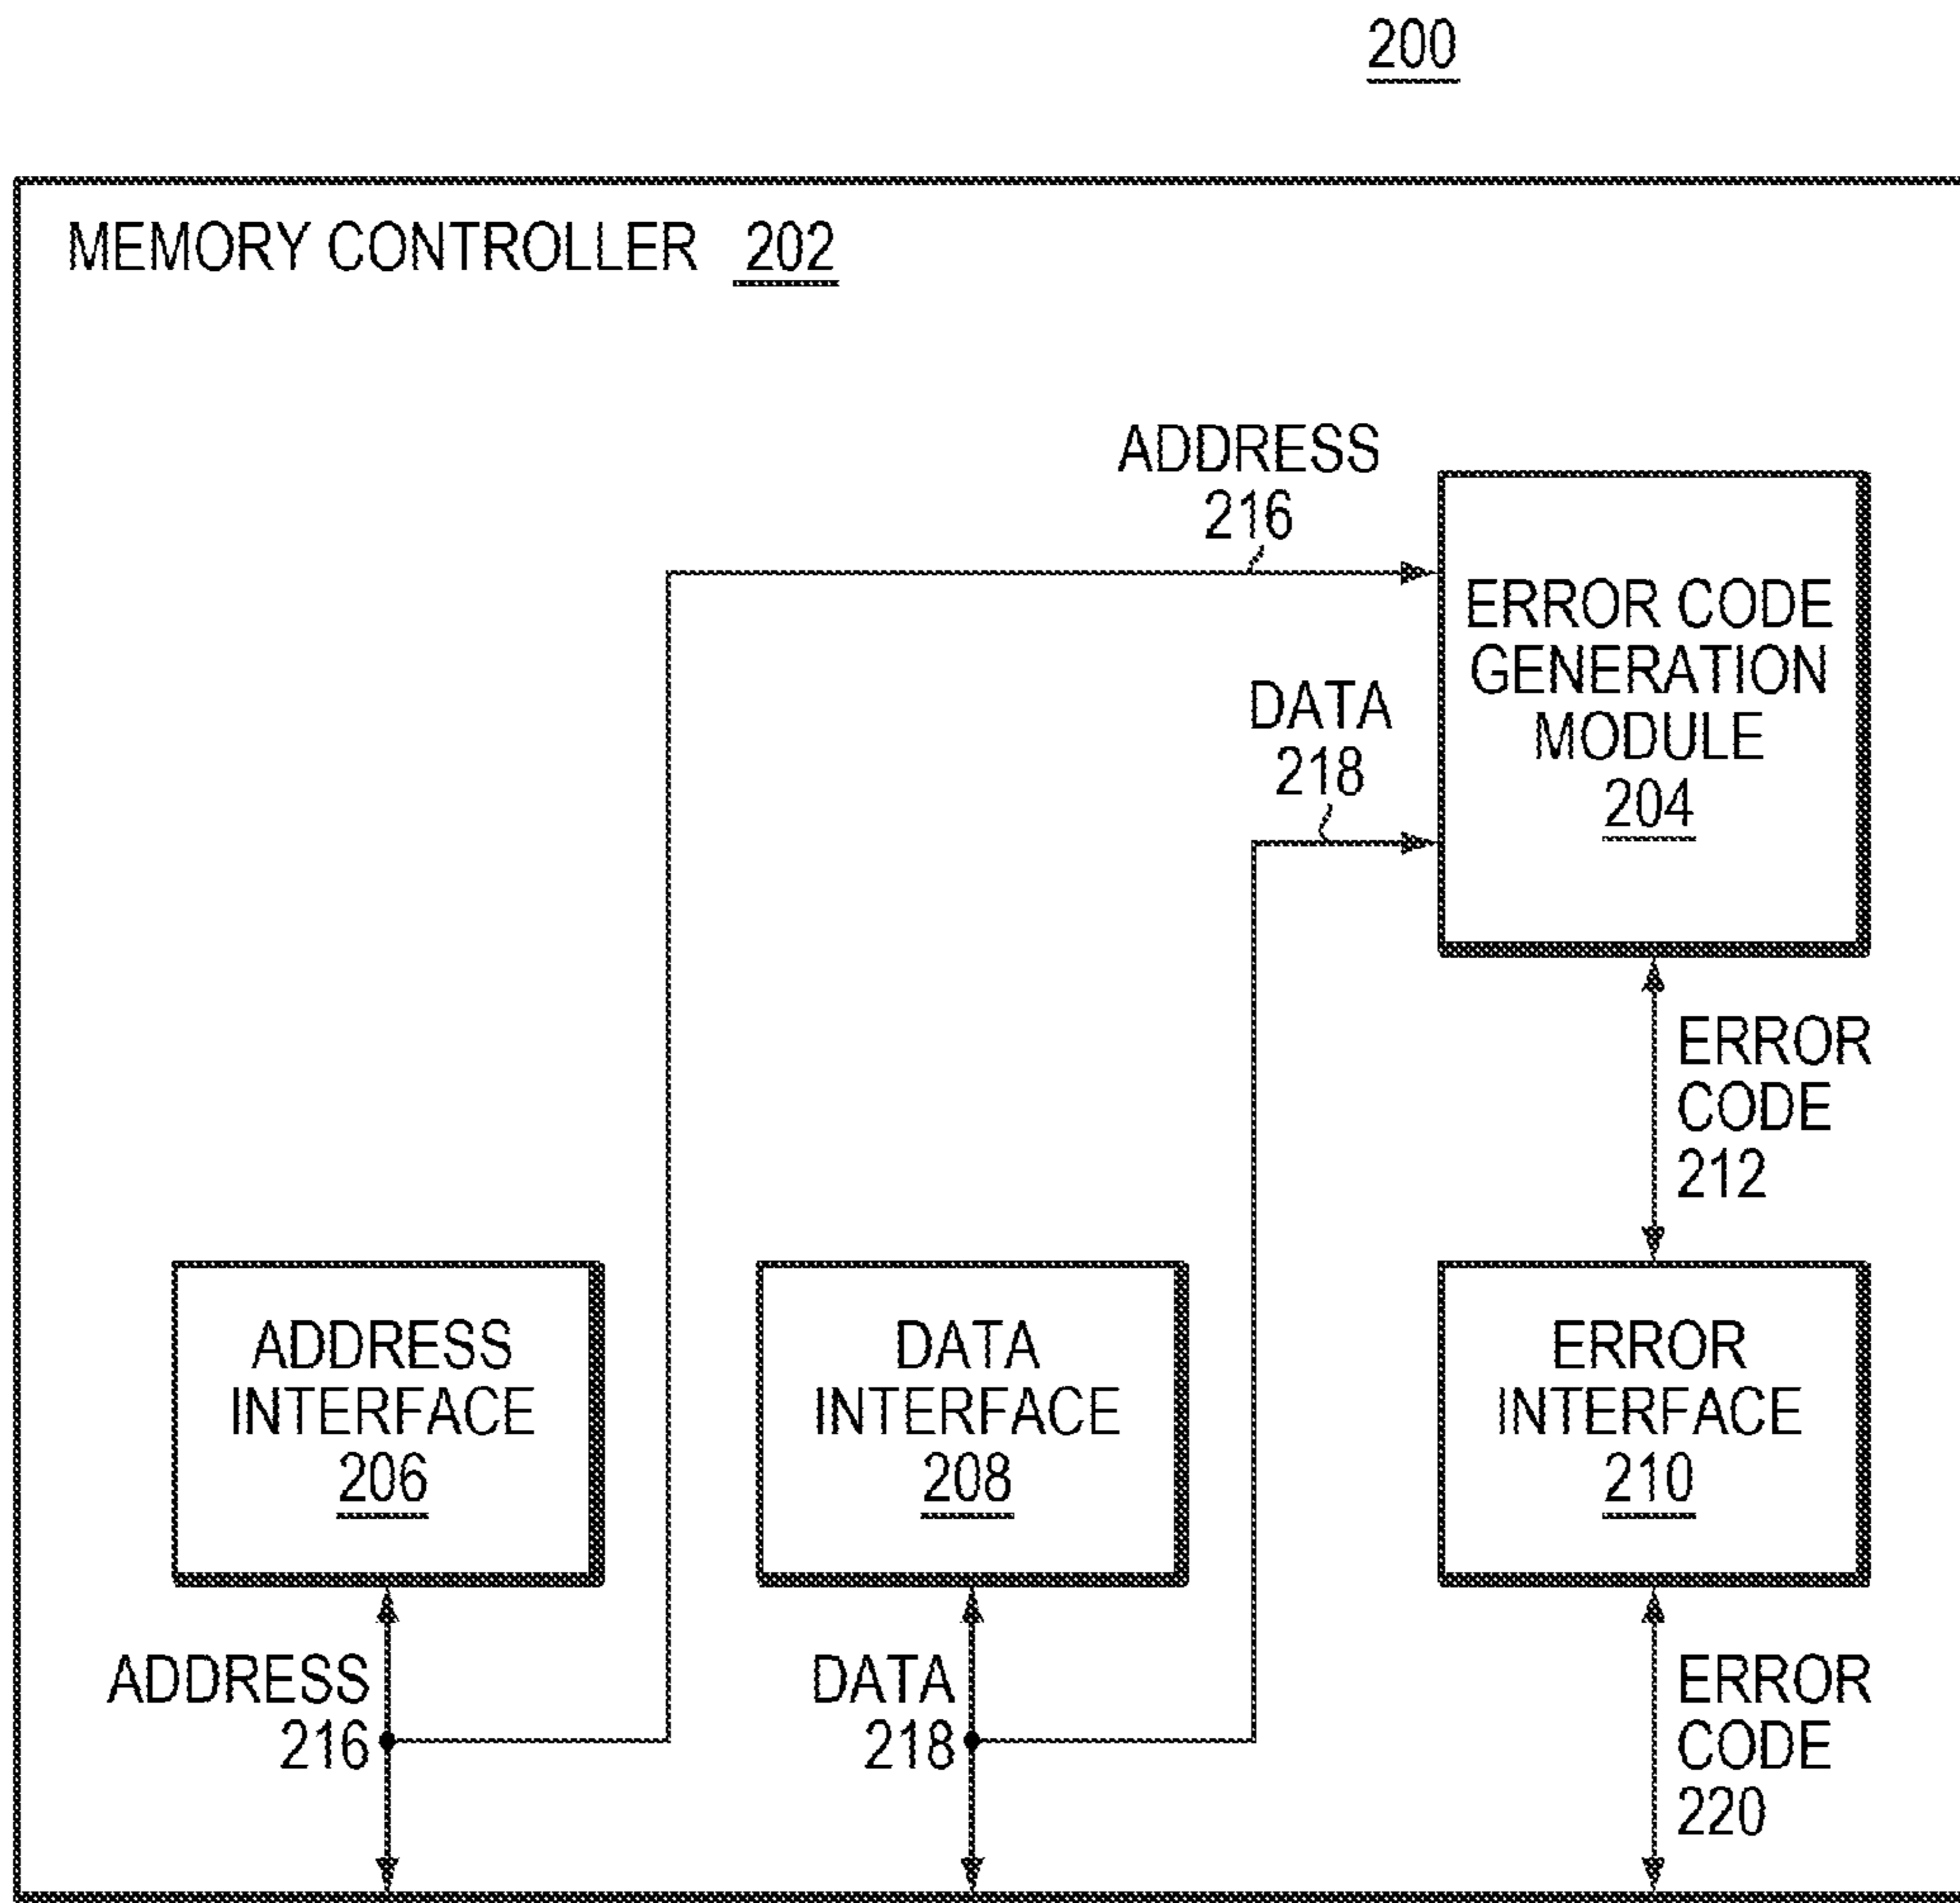 200
MEMORY CONTROLLER 202
ADDRESS
216
ERROR CODE
GENERATION
MODULE
204
DATA
218
ERROR
CODE
212
ADDRESS
INTERFACE
206
DATA
INTERFACE
208
ERROR
INTERFACE
210
ADDRESS
216
DATA
218
ERROR
CODE
220